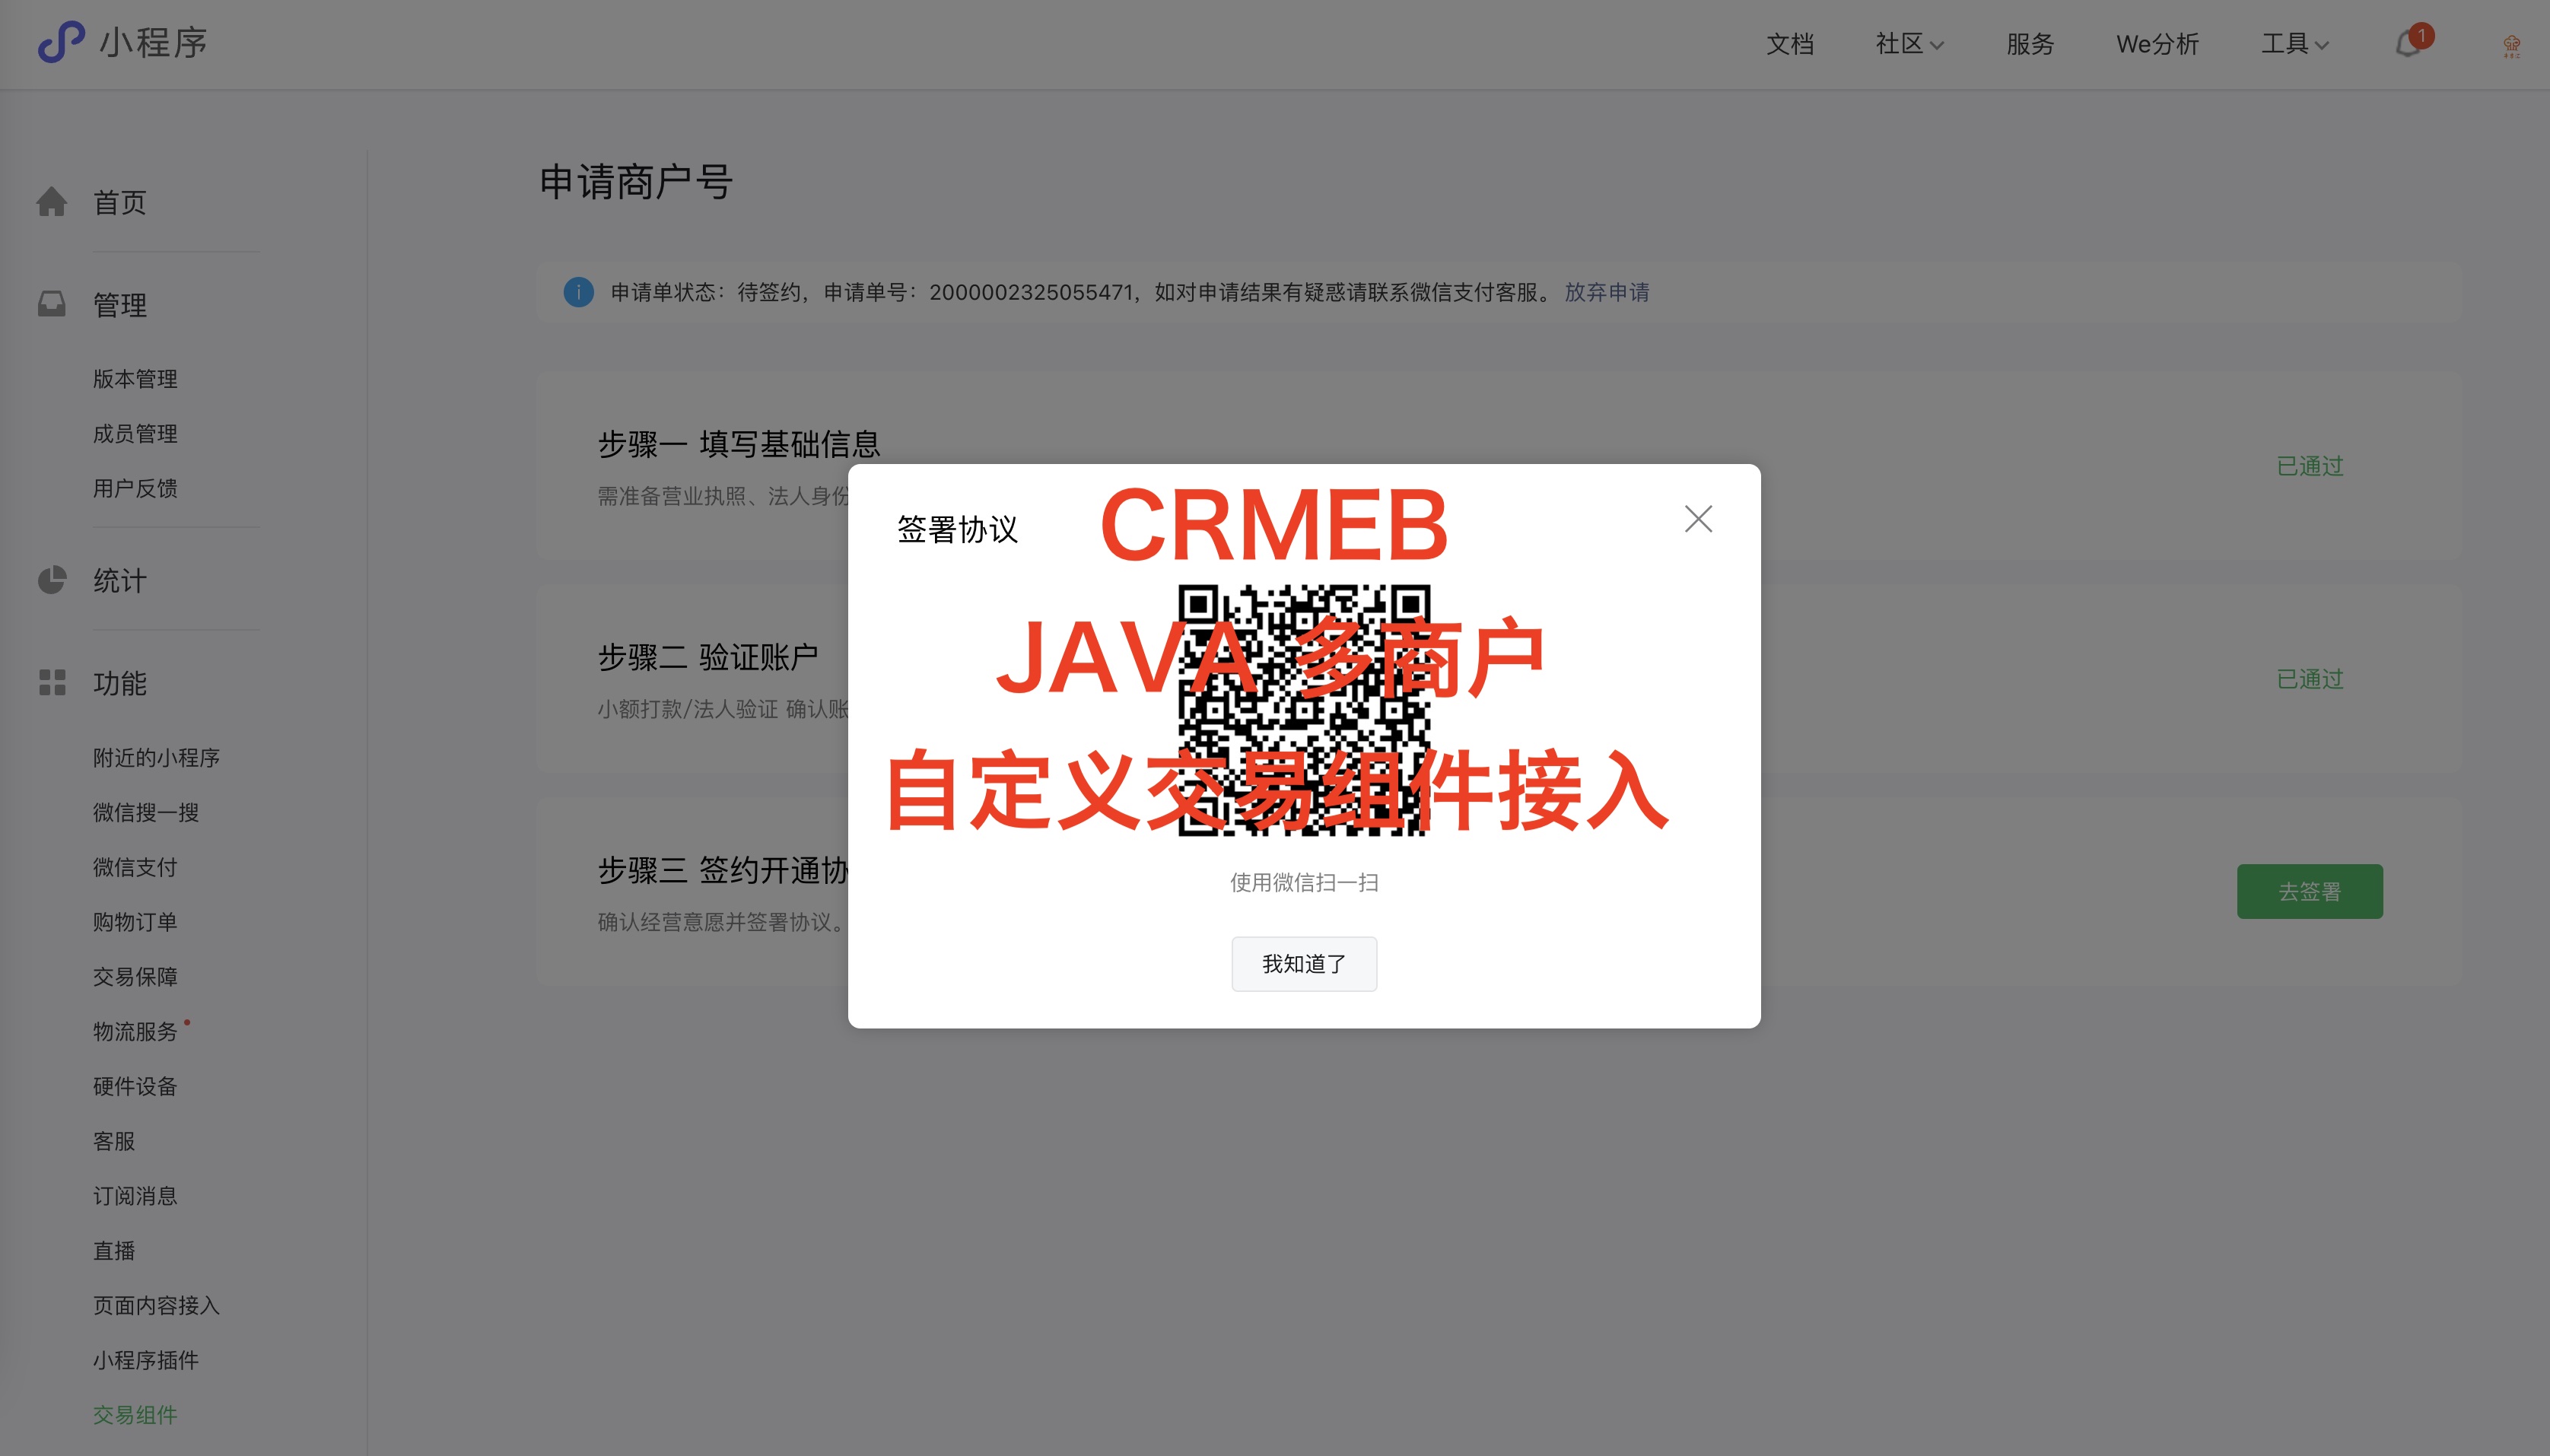 小程序
文档
社区
服务
We分析
工具
1
首页
管理
版本管理
成员管理
用户反馈
统计
功能
附近的小程序
微信搜一搜
微信支付
购物订单
交易保障
物流服务
硬件设备
客服
订阅消息
直播
页面内容接入
小程序插件
交易组件
申请商户号
申请单状态：待签约，申请单号：2000002325055471，如对申请结果有疑惑请联系微信支付客服。 放弃申请
步骤一 填写基础信息
需准备营业执照、法人身份
已通过
步骤二 验证账户
小额打款/法人验证 确认账
已通过
步骤三 签约开通协
确认经营意愿并签署协议。
去签署
签署协议
CRMEB
JAVA 多商户
自定义交易组件接入
使用微信扫一扫
我知道了